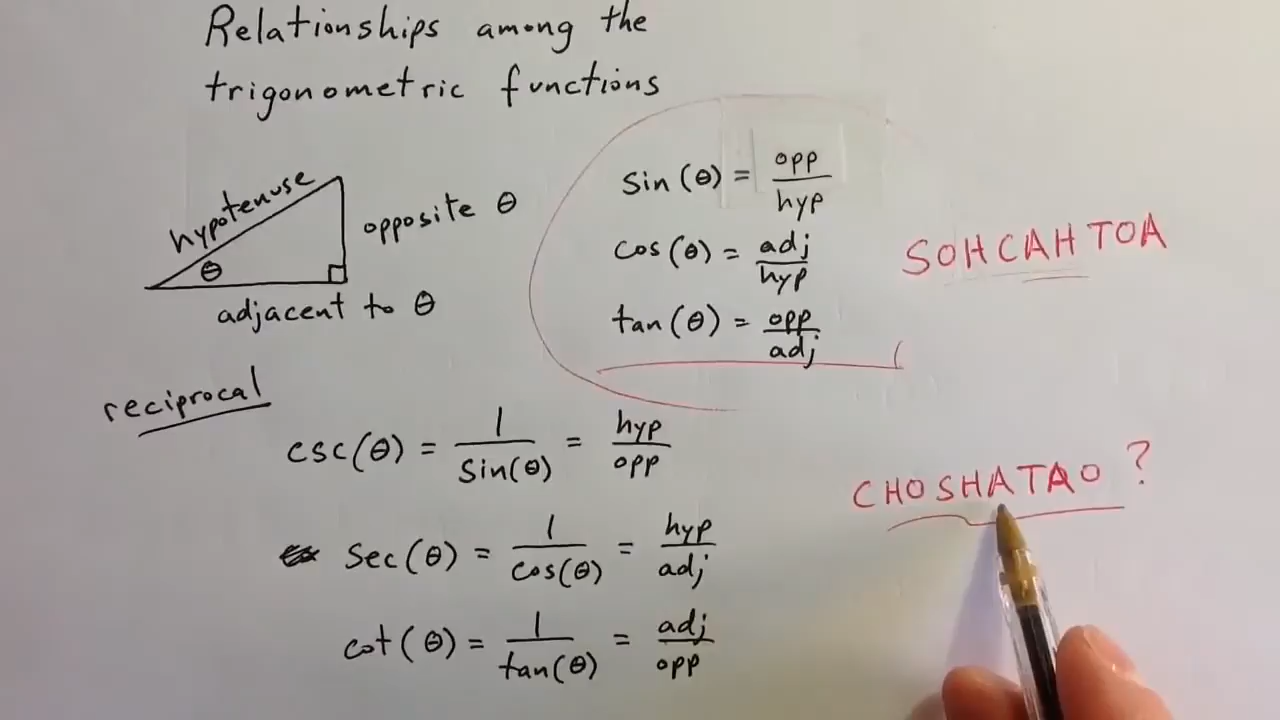 Relationships among the
trigonometric functions
hypotenuse
opposite θ
θ
adjacent to θ
sin(θ) = opp/hyp
cos(θ) = adj/hyp
tan(θ) = opp/adj
SOHCAHTOA
reciprocal
csc(θ) = 1/sin(θ) = hyp/opp
sec(θ) = 1/cos(θ) = hyp/adj
cot(θ) = 1/tan(θ) = adj/opp
CHOSHATAO ?